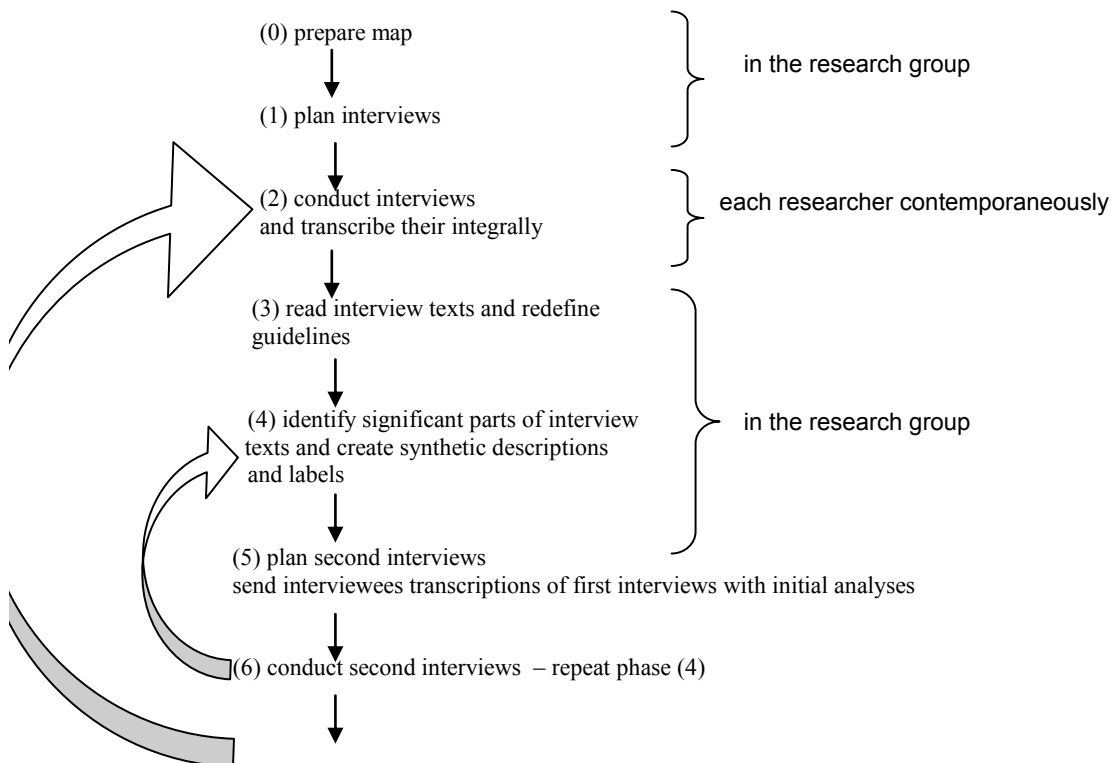 (0) prepare map
in the research group
(1) plan interviews
(2) conduct interviews
and transcribe their integrally
each researcher contemporaneously
(3) read interview texts and redefine
guidelines
(4) identify significant parts of interview
texts and create synthetic descriptions
and labels
in the research group
(5) plan second interviews
send interviewees transcriptions of first interviews with initial analyses
(6) conduct second interviews – repeat phase (4)